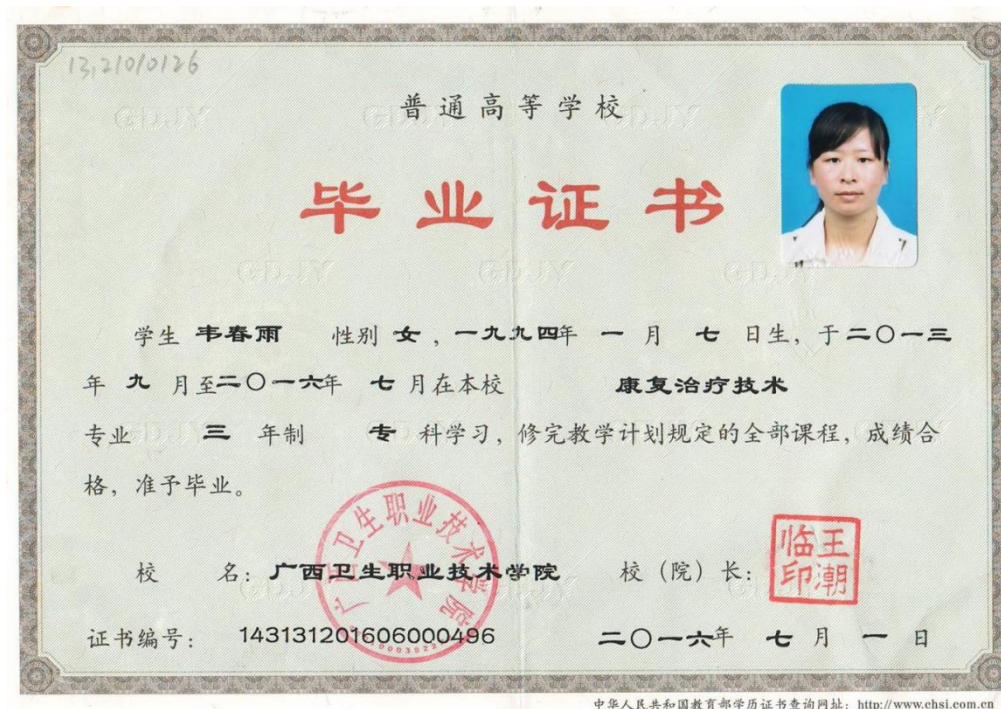 13,21010126
普通高等学校
毕业证书
学生 韦春雨 性别 女，一九九四年 一 月 七 日生，于二〇一三
年 九 月至二〇一六年 七 月在本校 康复治疗技术
专业 三 年制 专 科学习，修完教学计划规定的全部课程，成绩合
格，准予毕业。
校 名：广西卫生职业技术学院 校（院）长：
广西卫生职业技术学院
王潮
临印
证书编号： 143131201606000496 二〇一六年 七 月 一 日
中华人民共和国教育部学历证书查询网址：http://www.chsi.com.cn
GDJY